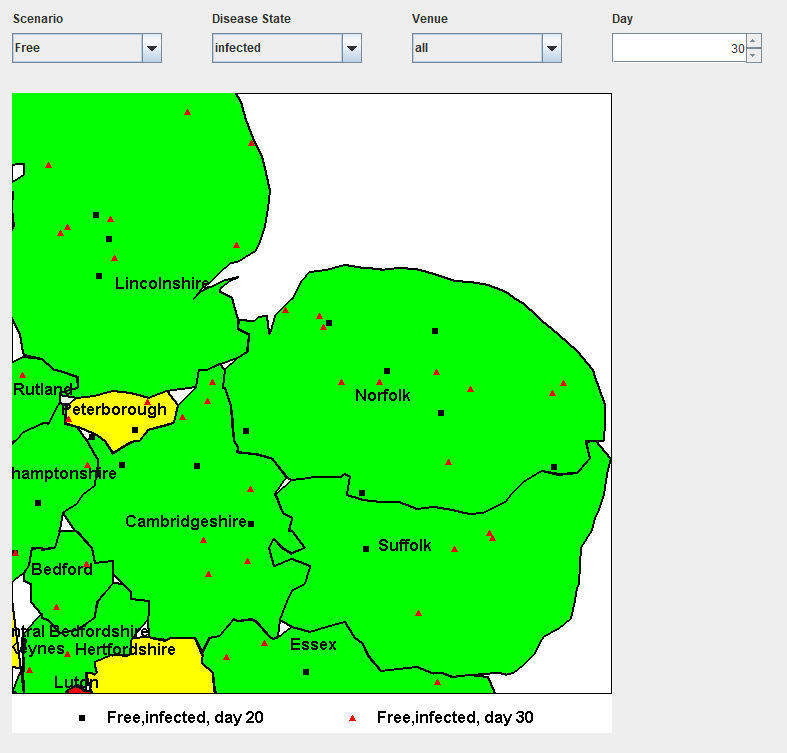 Scenario Disease State Venue Day
Free infected all 30
Lincolnshire
Rutland
Norfolk
Peterborough
hamptonshire
Cambridgeshire
Suffolk
Bedford
ntral Bedfordshire
Essex
eynes Hertfordshire
Luton
Free,infected, day 20 Free,infected, day 30